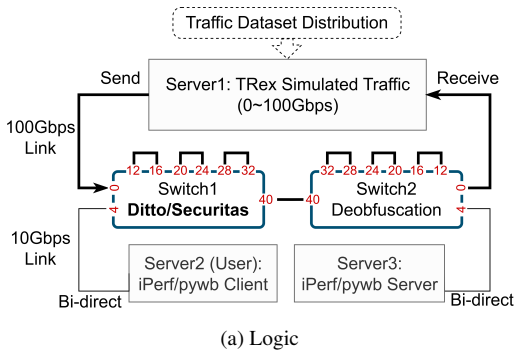 Traffic Dataset Distribution
Send
Server1: TRex Simulated Traffic
(0~100Gbps)
Receive
100Gbps
Link
12 16 20 24 28 32
32 28 24 20 16 12
0
Switch1
Ditto/Securitas
4
40
40
Switch2
Deobfuscation
0
4
10Gbps
Link
Server2 (User):
iPerf/pywb Client
Server3:
iPerf/pywb Server
Bi-direct
Bi-direct
(a) Logic